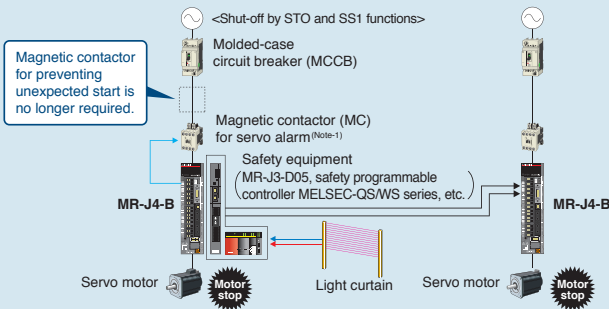 <Shut-off by STO and SS1 functions>
Molded-case
circuit breaker (MCCB)
Magnetic contactor
for preventing
unexpected start is
no longer required.
Magnetic contactor (MC)
for servo alarm(Note-1)
Safety equipment
(MR-J3-D05, safety programmable
controller MELSEC-QS/WS series, etc.)
MR-J4-B
MR-J4-B
Servo motor
Motor
stop
Light curtain
Servo motor
Motor
stop